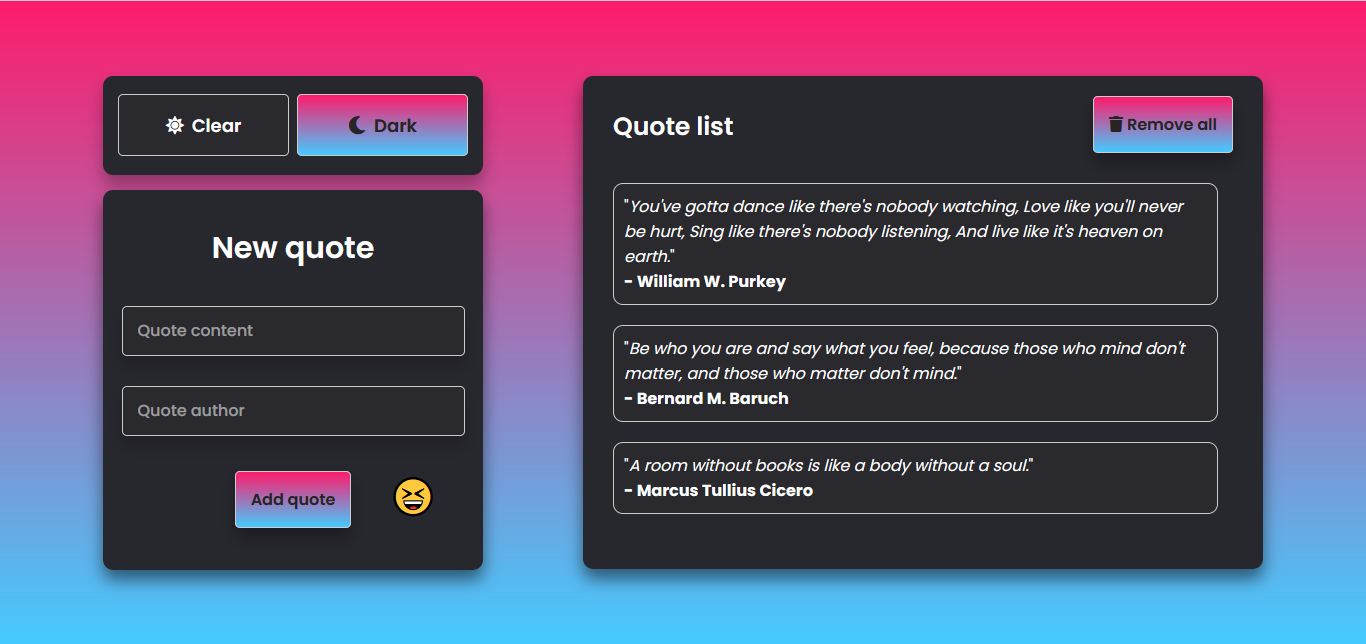 Clear
Dark
New quote
Quote content
Quote author
Add quote
Quote list
Remove all
"You've gotta dance like there's nobody watching, Love like you'll never
be hurt, Sing like there's nobody listening, And live like it's heaven on
earth."
- William W. Purkey
"Be who you are and say what you feel, because those who mind don't
matter, and those who matter don't mind."
- Bernard M. Baruch
"A room without books is like a body without a soul."
- Marcus Tullius Cicero